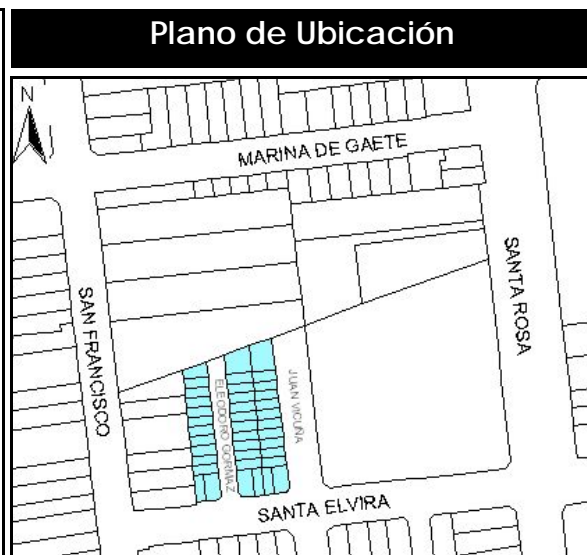 Plano de Ubicación
N
MARINA DE GAETE
SANTA ROSA
SAN FRANCISCO
JUAN VICUÑA
ELEODORO GORMAZ
SANTA ELVIRA